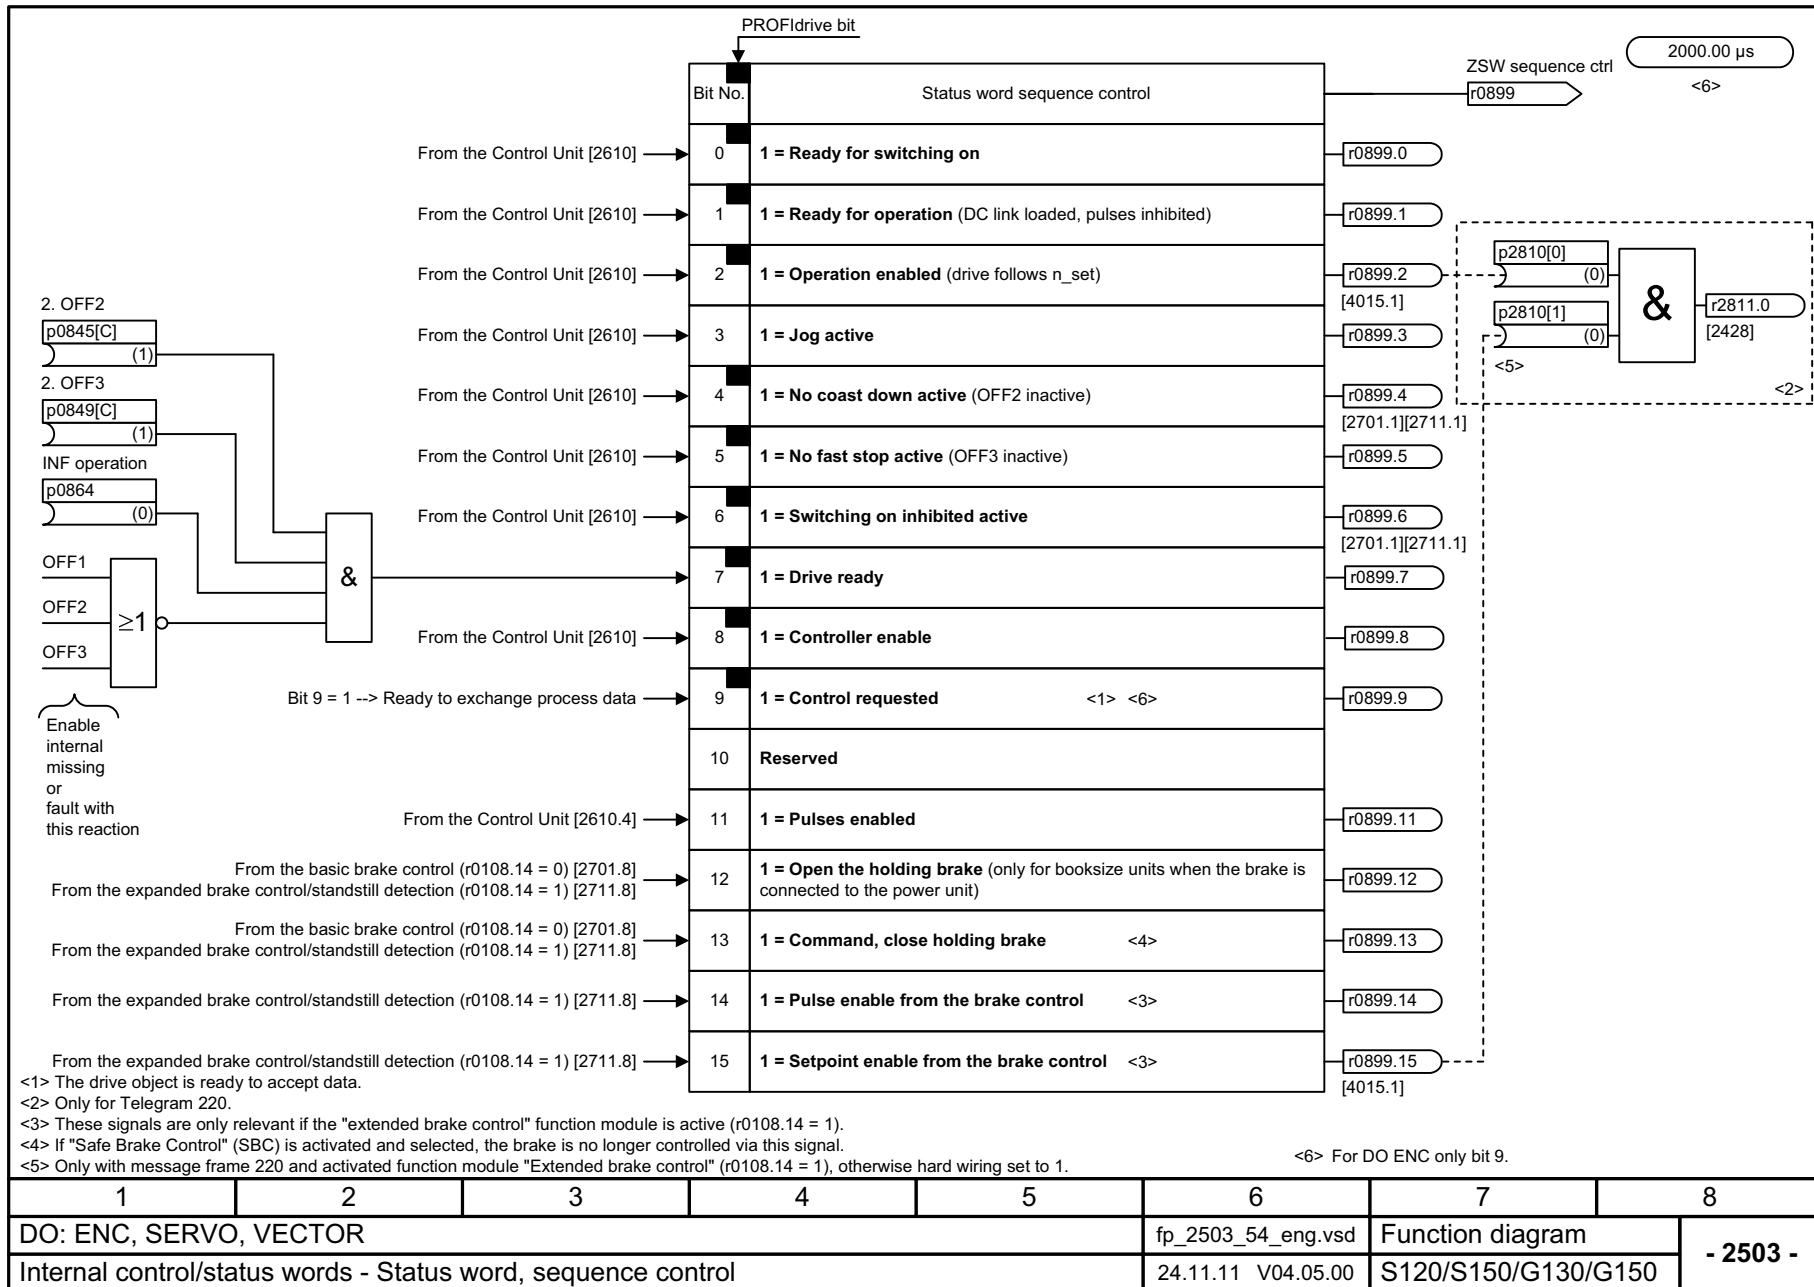 PROFIdrive bit
2000.00 µs
<6>
ZSW sequence ctrl
r0899
Bit No.
Status word sequence control
From the Control Unit [2610]
0
1 = Ready for switching on
r0899.0
From the Control Unit [2610]
1
1 = Ready for operation (DC link loaded, pulses inhibited)
r0899.1
From the Control Unit [2610]
2
1 = Operation enabled (drive follows n_set)
r0899.2
[4015.1]
p2810[0]
(0)
p2810[1]
(0)
<5>
&
r2811.0
[2428]
<2>
2. OFF2
p0845[C]
(1)
2. OFF3
p0849[C]
(1)
INF operation
p0864
(0)
OFF1
OFF2
OFF3
≥1
&
Enable
internal
missing
or
fault with
this reaction
From the Control Unit [2610]
3
1 = Jog active
r0899.3
From the Control Unit [2610]
4
1 = No coast down active (OFF2 inactive)
r0899.4
[2701.1][2711.1]
From the Control Unit [2610]
5
1 = No fast stop active (OFF3 inactive)
r0899.5
From the Control Unit [2610]
6
1 = Switching on inhibited active
r0899.6
[2701.1][2711.1]
7
1 = Drive ready
r0899.7
From the Control Unit [2610]
8
1 = Controller enable
r0899.8
Bit 9 = 1 --> Ready to exchange process data
9
1 = Control requested <1> <6>
r0899.9
10
Reserved
From the Control Unit [2610.4]
11
1 = Pulses enabled
r0899.11
From the basic brake control (r0108.14 = 0) [2701.8]
From the expanded brake control/standstill detection (r0108.14 = 1) [2711.8]
12
1 = Open the holding brake (only for booksize units when the brake is
connected to the power unit)
r0899.12
From the basic brake control (r0108.14 = 0) [2701.8]
From the expanded brake control/standstill detection (r0108.14 = 1) [2711.8]
13
1 = Command, close holding brake <4>
r0899.13
From the expanded brake control/standstill detection (r0108.14 = 1) [2711.8]
14
1 = Pulse enable from the brake control <3>
r0899.14
From the expanded brake control/standstill detection (r0108.14 = 1) [2711.8]
15
1 = Setpoint enable from the brake control <3>
r0899.15
[4015.1]
<1> The drive object is ready to accept data.
<2> Only for Telegram 220.
<3> These signals are only relevant if the "extended brake control" function module is active (r0108.14 = 1).
<4> If "Safe Brake Control" (SBC) is activated and selected, the brake is no longer controlled via this signal.
<5> Only with message frame 220 and activated function module "Extended brake control" (r0108.14 = 1), otherwise hard wiring set to 1.
<6> For DO ENC only bit 9.
1 2 3 4 5 6 7 8
DO: ENC, SERVO, VECTOR
fp_2503_54_eng.vsd
Function diagram
- 2503 -
Internal control/status words - Status word, sequence control
24.11.11 V04.05.00
S120/S150/G130/G150